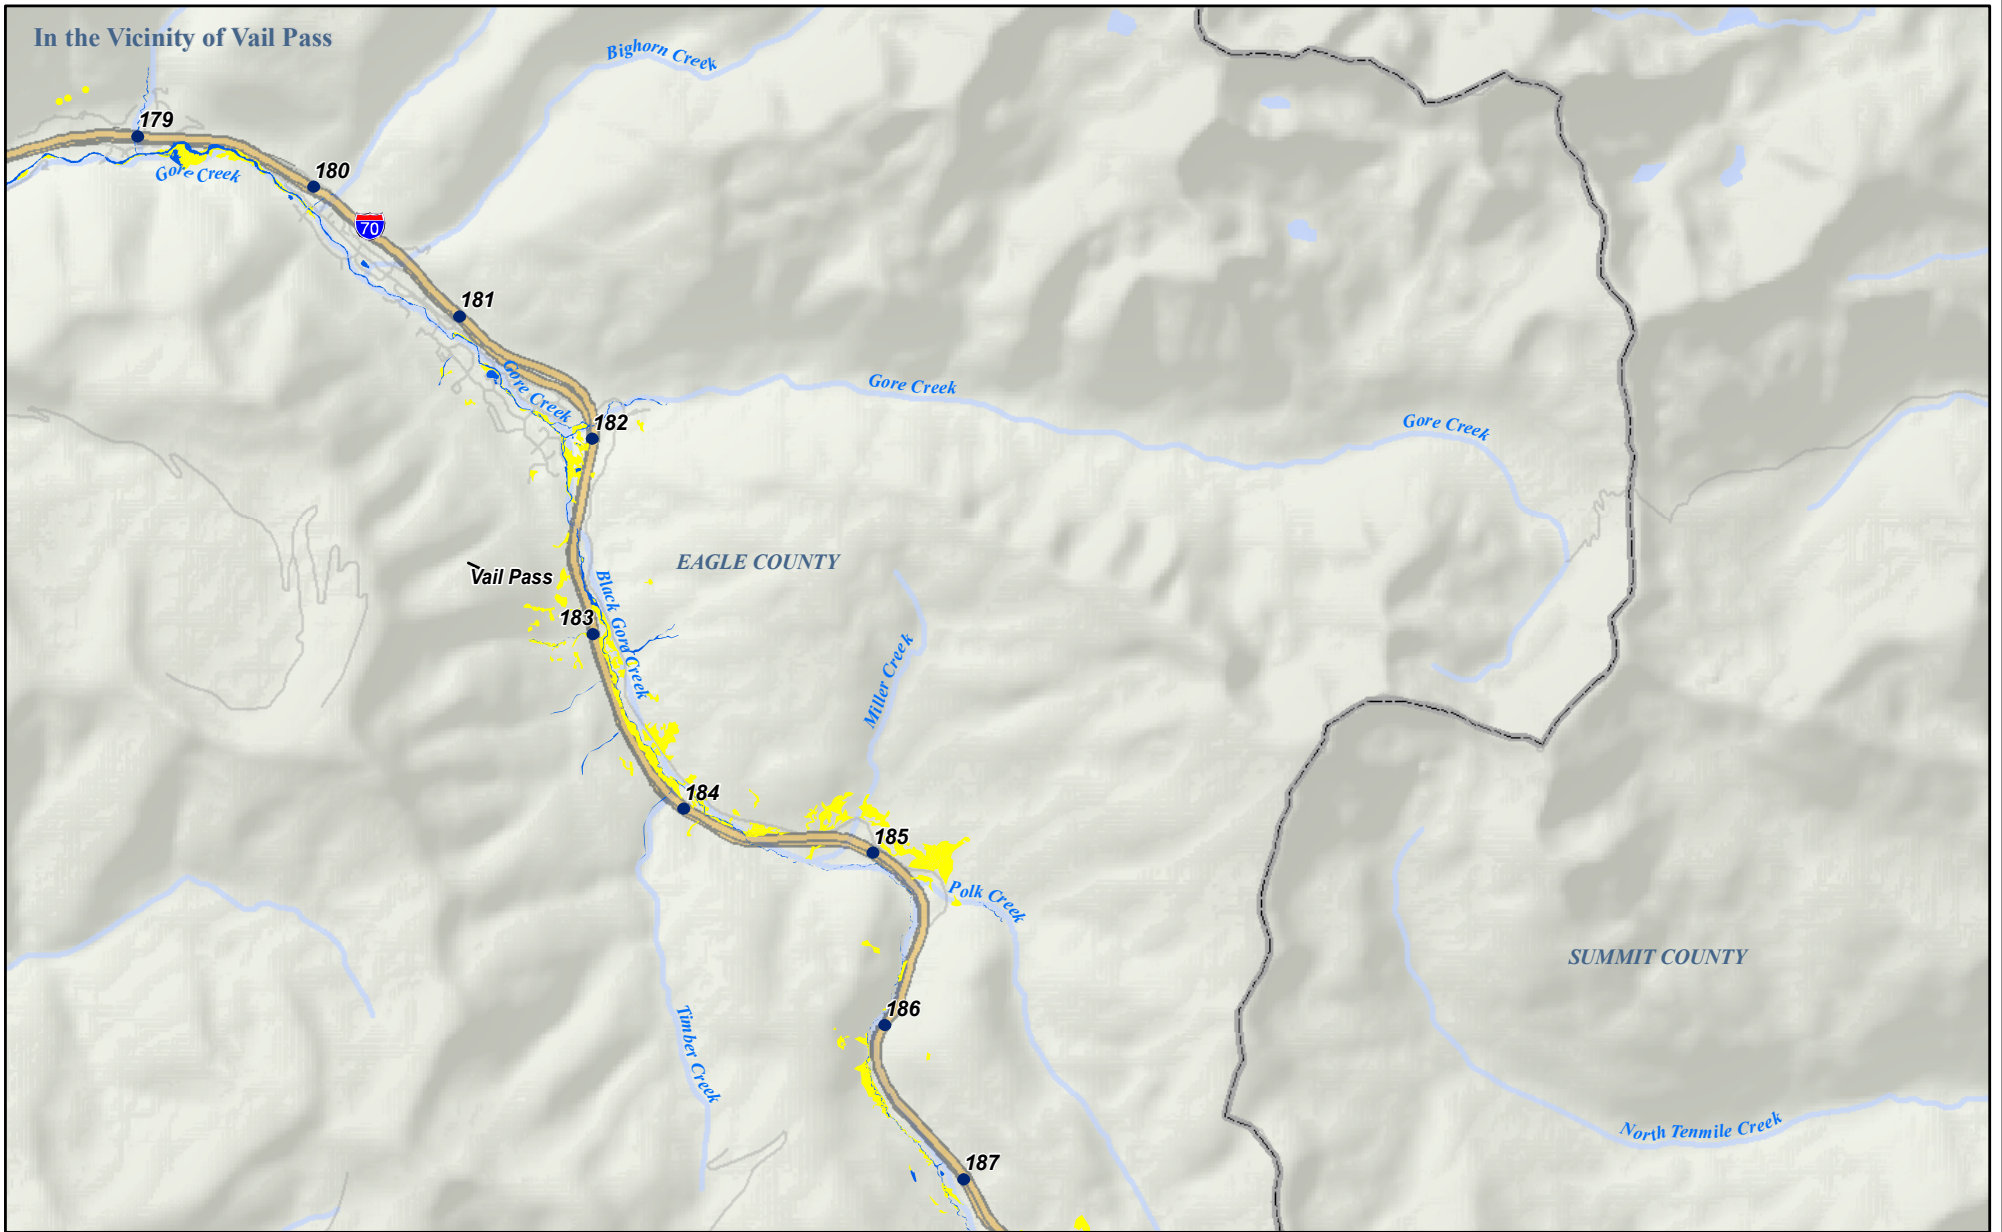 In the Vicinity of Vail Pass
Bighorn Creek
179
Gore Creek
180
70
181
Gore Creek
Gore Creek
Gore Creek
182
EAGLE COUNTY
Vail Pass
Black Gore Creek
183
Miller Creek
184
185
Polk Creek
SUMMIT COUNTY
186
Timber Creek
North Tenmile Creek
187